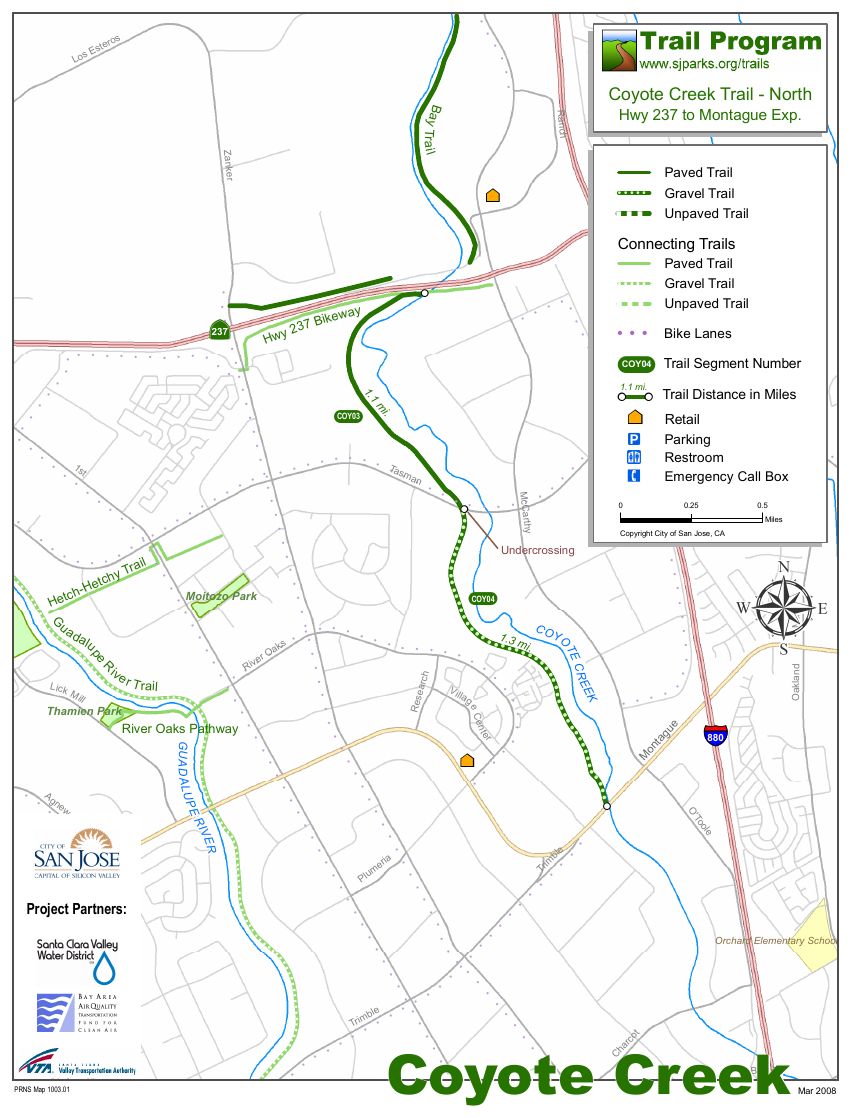 Trail Program
www.sjparks.org/trails
Coyote Creek Trail - North
Hwy 237 to Montague Exp.
Paved Trail
Gravel Trail
Unpaved Trail
Connecting Trails
Paved Trail
Gravel Trail
Unpaved Trail
Bike Lanes
COY04
Trail Segment Number
1.1 mi.
Trail Distance in Miles
Retail
P
Parking
Restroom
Emergency Call Box
0
0.25
0.5
Miles
Copyright City of San Jose, CA
N
W
E
S
Los Esteros
Zanker
Bay Trail
Ranch
237
Hwy 237 Bikeway
1.1 mi.
COY03
1st
Tasman
McCarthy
Undercrossing
Hetch-Hetchy Trail
Moitozo Park
COY04
Guadalupe River Trail
River Oaks
1.3 mi.
COYOTE CREEK
Lick Mill
Thamien Park
River Oaks Pathway
Research
Village Center
Oakland
880
Montague
GUADALUPE RIVER
Agnew
O'Toole
Plumeria
Trimble
Orchard Elementary School
Trimble
Charcot
CITY OF
SAN JOSE
CAPITAL OF SILICON VALLEY
Project Partners:
Santa Clara Valley
Water District
BAY AREA
AIR QUALITY
TRANSPORTATION
FUND FOR
CLEAN AIR
VTA
SANTA CLARA
Valley Transportation Authority
Coyote Creek
PRNS Map 1003.01
Mar 2008